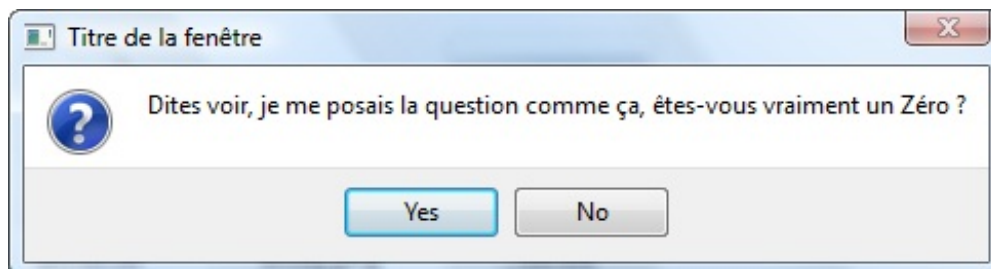 Titre de la fenêtre
Dites voir, je me posais la question comme ça, êtes-vous vraiment un Zéro ?
Yes
No